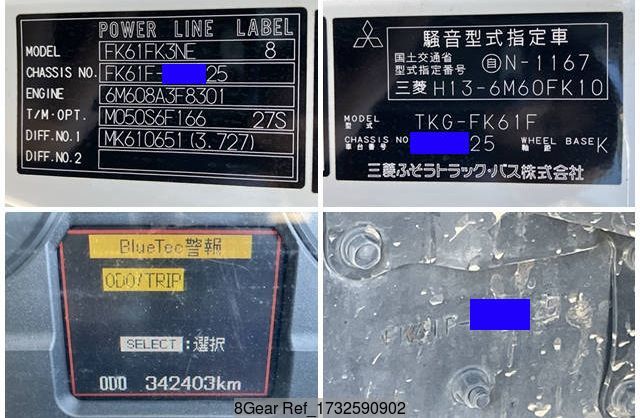 POWER LINE LABEL
MODEL FK61FK3NE 8
CHASSIS NO. FK61F- 25
ENGINE 6M608A3F8301
T/M·OPT. M050S6F166 27S
DIFF.NO.1 MK610651(3.727)
DIFF.NO.2
騒音型式指定車
国土交通省
型式指定番号 自N-1167
三菱 H13-6M60FK10
MODEL
型式 TKG-FK61F
CHASSIS NO 25 WHEEL BASE K
車台番号 軸距
三菱ふそうトラック・バス株式会社
BlueTec警報
ODO/TRIP
SELECT:選択
ODO 342403km
FK61F-
8Gear Ref_1732590902